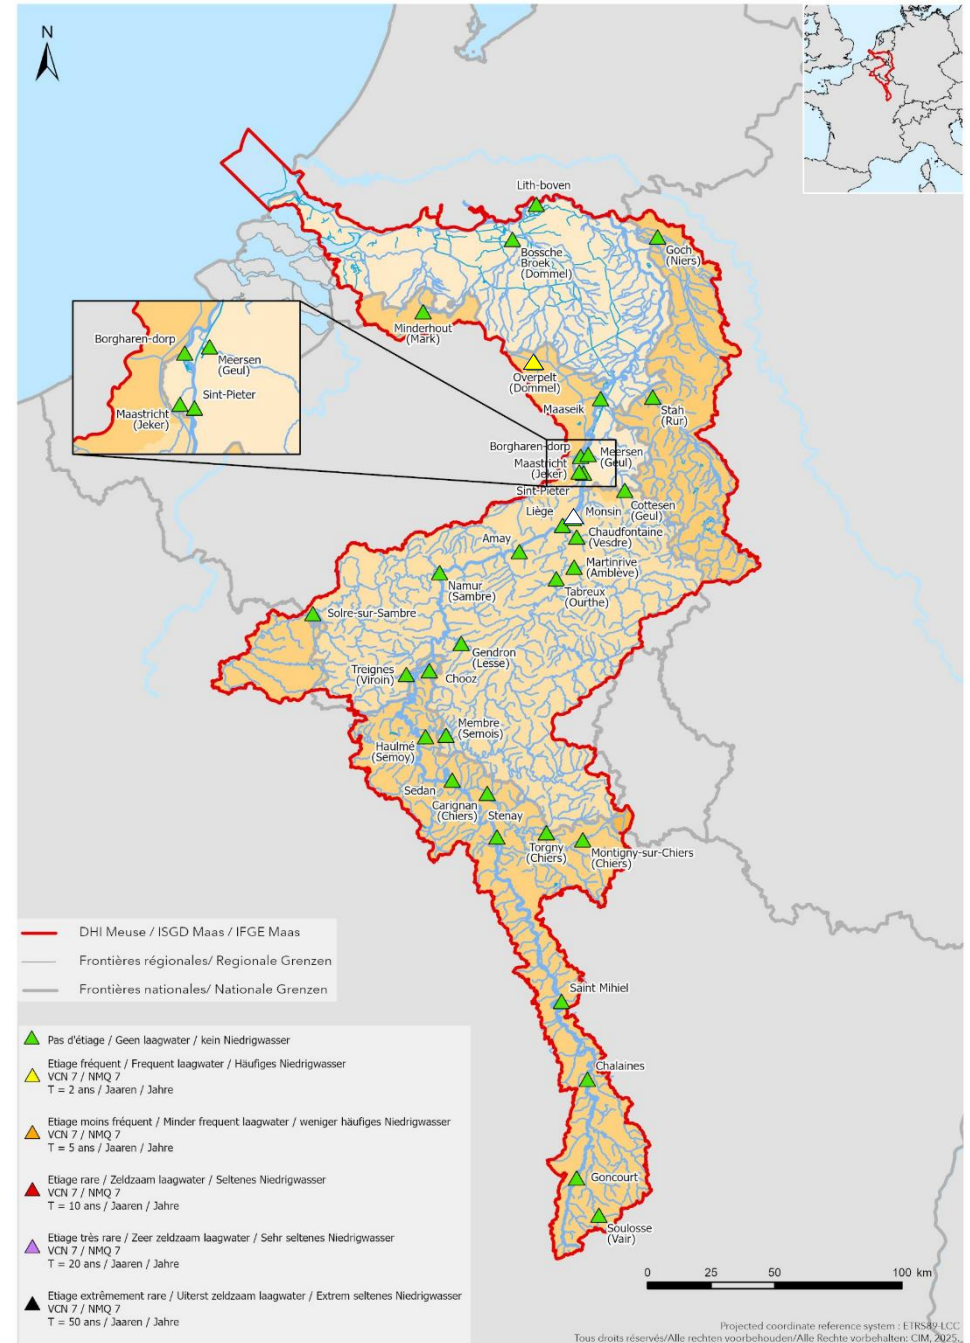 N
Lith-boven
Bossche
Broek
(Dommel)
Goch
(Niers)
Minderhout
(Mark)
Borgharen-dorp
Meersen
(Geul)
Sint-Pieter
Maastricht
(Jeker)
Overpelt
(Dommel)
Maaseik
Stah
(Rur)
Borgharen-dorp
Meersen
(Geul)
Maastricht
(Jeker)
Sint-Pieter
Cottesen
(Geul)
Liège
Monsin
Chaudfontaine
(Vesdre)
Amay
Martinrive
(Amblève)
Namur
(Sambre)
Tabreux
(Ourthe)
Solre-sur-Sambre
Gendron
(Lesse)
Treignes
(Viroin)
Chooz
Membre
(Semois)
Haulmé
(Semoy)
Sedan
Carignan
(Chiers)
Stenay
Torgny
(Chiers)
Montigny-sur-Chiers
(Chiers)
Saint Mihiel
Chalaines
Goncourt
Soulosse
(Vair)
DHI Meuse / ISGD Maas / IFGE Maas
Frontières régionales/ Regionale Grenzen
Frontières nationales/ Nationale Grenzen
Pas d'étiage / Geen laagwater / kein Niedrigwasser
Etiage fréquent / Frequent laagwater / Häufiges Niedrigwasser
VCN 7 / NMQ 7
T = 2 ans / Jaaren / Jahre
Etiage moins fréquent / Minder frequent laagwater / weniger häufiges Niedrigwasser
VCN 7 / NMQ 7
T = 5 ans / Jaaren / Jahre
Etiage rare / Zeldzaam laagwater / Seltenes Niedrigwasser
VCN 7 / NMQ 7
T = 10 ans / Jaaren / Jahre
Etiage très rare / Zeer zeldzaam laagwater / Sehr seltenes Niedrigwasser
VCN 7 / NMQ 7
T = 20 ans / Jaaren / Jahre
Etiage extrêmement rare / Uiterst zeldzaam laagwater / Extrem seltenes Niedrigwasser
VCN 7 / NMQ 7
T = 50 ans / Jaaren / Jahre
0 25 50 100 km
Projected coordinate reference system : ETRS89-LCC
Tous droits réservés/Alle rechten voorbehouden/Alle Rechte vorbehalten: CIM, 2025.